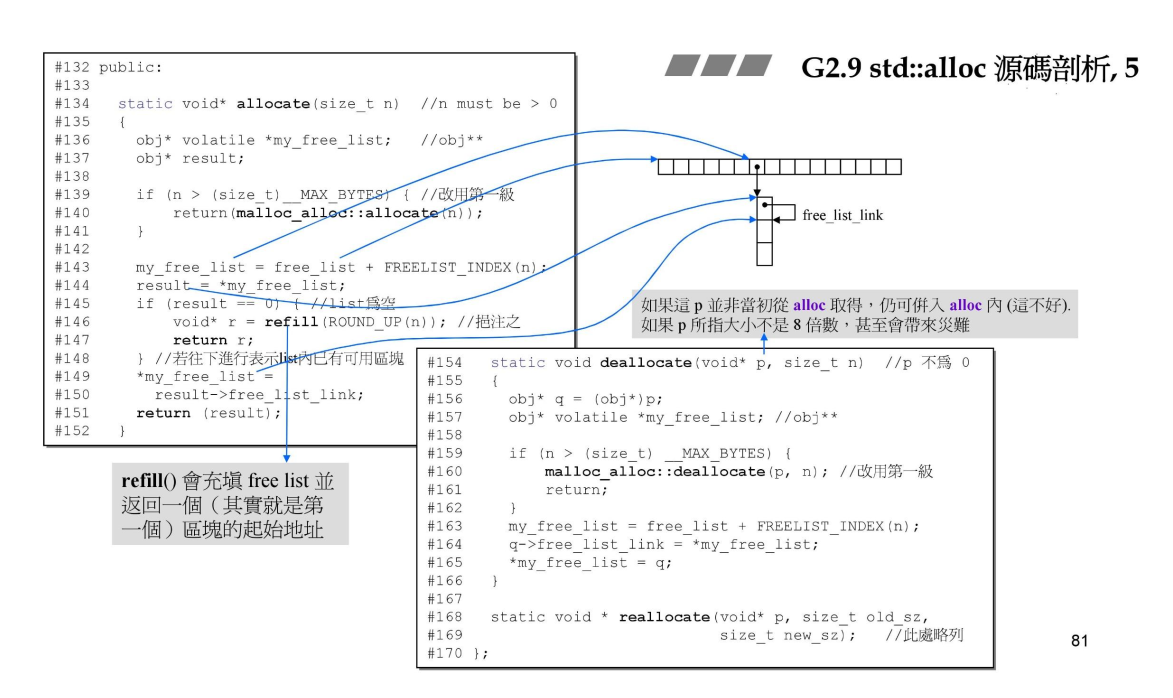 G2.9 std::alloc 源碼剖析, 5
#132 public:
#133
#134   static void* allocate(size_t n)  //n must be > 0
#135   {
#136     obj* volatile *my_free_list;   //obj**
#137     obj* result;
#138
#139     if (n > (size_t)__MAX_BYTES) { //改用第一級
#140         return(malloc_alloc::allocate(n));
#141     }
#142
#143     my_free_list = free_list + FREELIST_INDEX(n);
#144     result = *my_free_list;
#145     if (result == 0) { //list爲空
#146         void* r = refill(ROUND_UP(n)); //挹注之
#147         return r;
#148     } //若往下進行表示list內已有可用區塊
#149     *my_free_list =
#150       result->free_list_link;
#151     return (result);
#152   }
free_list_link
如果這 p 並非當初從 alloc 取得，仍可併入 alloc 內 (這不好).
如果 p 所指大小不是 8 倍數，甚至會帶來災難
refill() 會充填 free list 並
返回一個（其實就是第
一個）區塊的起始地址
#154   static void deallocate(void* p, size_t n)  //p 不爲 0
#155   {
#156     obj* q = (obj*)p;
#157     obj* volatile *my_free_list; //obj**
#158
#159     if (n > (size_t) __MAX_BYTES) {
#160         malloc_alloc::deallocate(p, n); //改用第一級
#161         return;
#162     }
#163     my_free_list = free_list + FREELIST_INDEX(n);
#164     q->free_list_link = *my_free_list;
#165     *my_free_list = q;
#166   }
#167
#168   static void * reallocate(void* p, size_t old_sz,
#169                            size_t new_sz);   //此處略列
#170 };
81